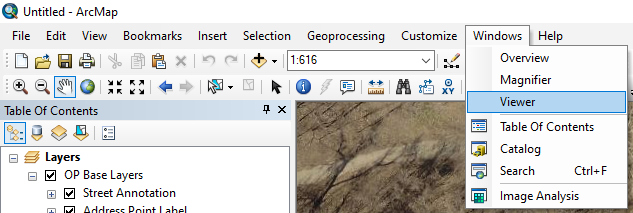 Untitled - ArcMap
File Edit View Bookmarks Insert Selection Geoprocessing Customize Windows Help
1:616
Overview
Magnifier
Viewer
Table Of Contents
Catalog
Search Ctrl+F
Image Analysis
XY
Table Of Contents
Layers
OP Base Layers
Street Annotation
Address Point Label